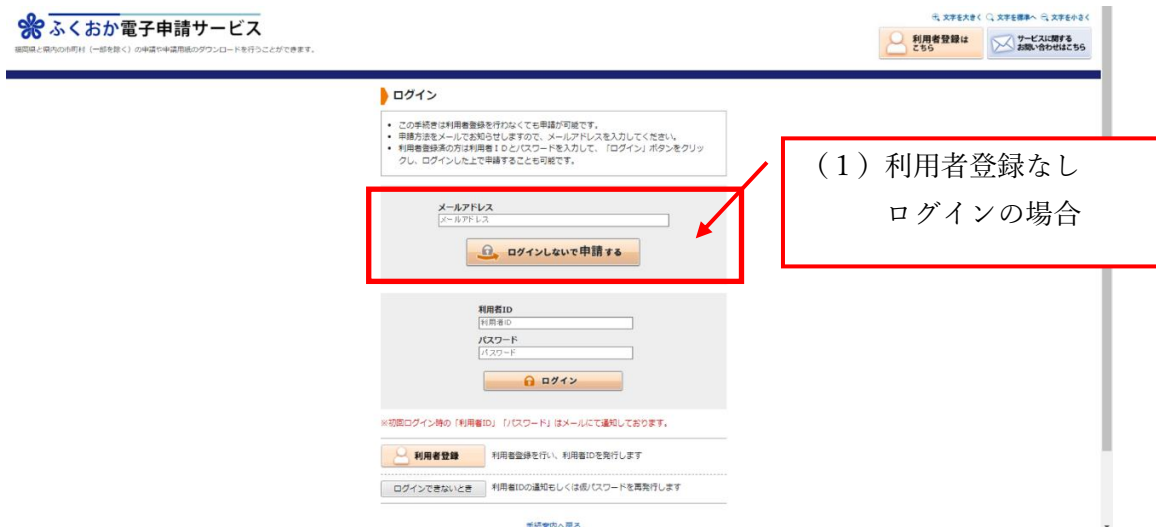 ふくおか電子申請サービス
福岡県と県内の市町村（一部を除く）の申請や申請用紙のダウンロードを行うことができます。
文字を大きく 文字を標準へ 文字を小さく
利用者登録は
こちら
サービスに関する
お問い合わせはこちら
ログイン
• この手続きは利用者登録を行わなくても申請が可能です。
• 申請方法をメールでお知らせしますので、メールアドレスを入力してください。
• 利用者登録済の方は利用者ＩＤとパスワードを入力して、「ログイン」ボタンをクリッ
クし、ログインした上で申請することも可能です。
（１）利用者登録なし
ログインの場合
メールアドレス
メールアドレス
ログインしないで申請する
利用者ID
利用者ID
パスワード
パスワード
ログイン
※初回ログイン時の「利用者ID」「パスワード」はメールにて通知しております。
利用者登録 利用者登録を行い、利用者IDを発行します
ログインできないとき 利用者IDの通知もしくは仮パスワードを再発行します
手続案内へ戻る